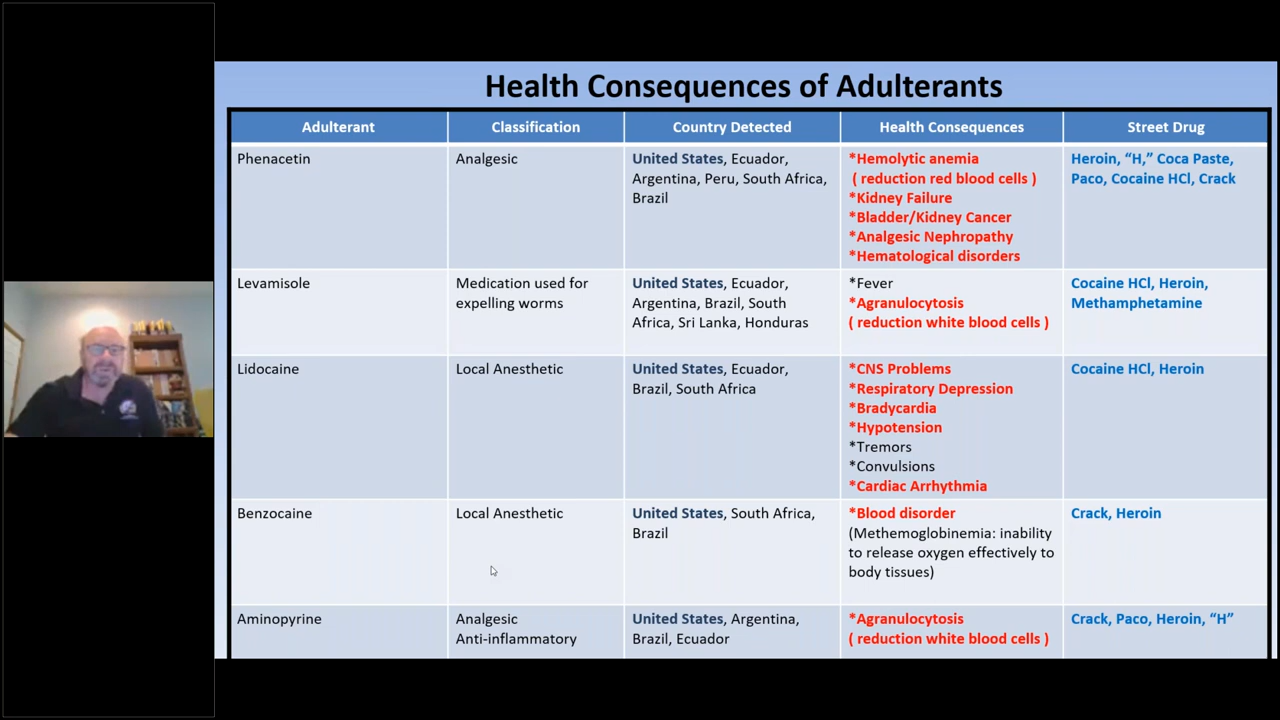 Health Consequences of Adulterants
Adulterant
Classification
Country Detected
Health Consequences
Street Drug
Phenacetin
Analgesic
United States, Ecuador,
Argentina, Peru, South Africa,
Brazil
*Hemolytic anemia
( reduction red blood cells )
*Kidney Failure
*Bladder/Kidney Cancer
*Analgesic Nephropathy
*Hematological disorders
Heroin, “H,” Coca Paste,
Paco, Cocaine HCl, Crack
Levamisole
Medication used for
expelling worms
United States, Ecuador,
Argentina, Brazil, South
Africa, Sri Lanka, Honduras
*Fever
*Agranulocytosis
( reduction white blood cells )
Cocaine HCl, Heroin,
Methamphetamine
Lidocaine
Local Anesthetic
United States, Ecuador,
Brazil, South Africa
*CNS Problems
*Respiratory Depression
*Bradycardia
*Hypotension
*Tremors
*Convulsions
*Cardiac Arrhythmia
Cocaine HCl, Heroin
Benzocaine
Local Anesthetic
United States, South Africa,
Brazil
*Blood disorder
(Methemoglobinemia: inability
to release oxygen effectively to
body tissues)
Crack, Heroin
Aminopyrine
Analgesic
Anti-inflammatory
United States, Argentina,
Brazil, Ecuador
*Agranulocytosis
( reduction white blood cells )
Crack, Paco, Heroin, “H”